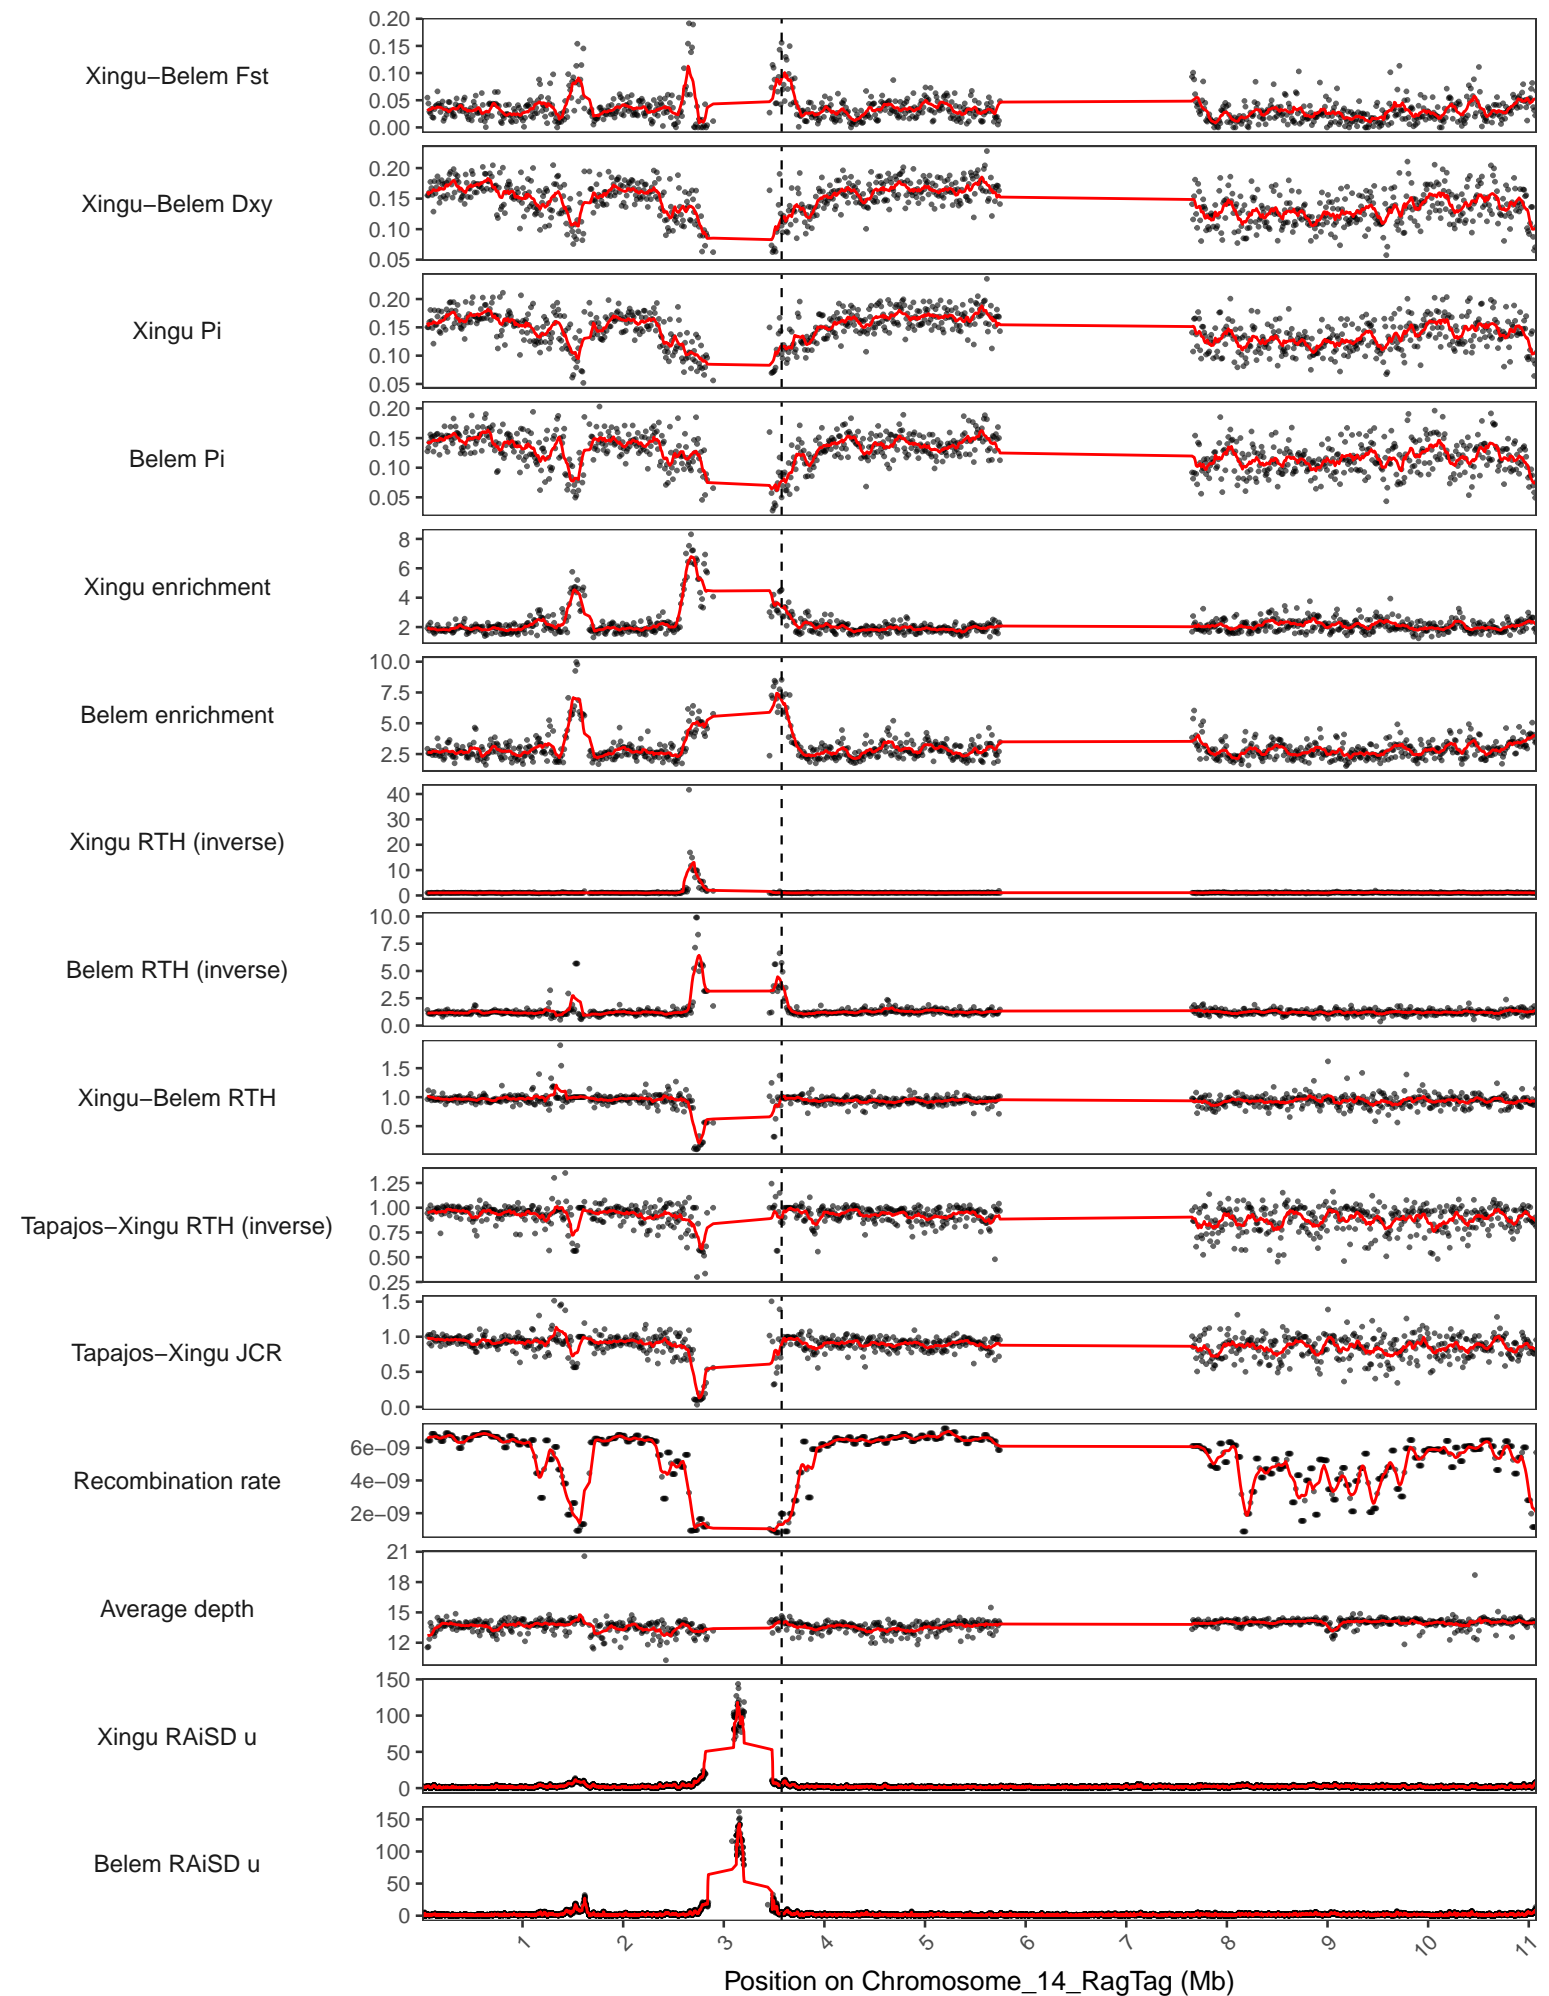 Xingu−Belem Fst
0.20
0.15
0.10
0.05
0.00
Xingu−Belem Dxy
0.20
0.15
0.10
0.05
Xingu Pi
0.20
0.15
0.10
0.05
Belem Pi
0.20
0.15
0.10
0.05
Xingu enrichment
8
6
4
2
Belem enrichment
10.0
7.5
5.0
2.5
Xingu RTH (inverse)
40
30
20
10
0
Belem RTH (inverse)
10.0
7.5
5.0
2.5
0.0
Xingu−Belem RTH
1.5
1.0
0.5
Tapajos−Xingu RTH (inverse)
1.25
1.00
0.75
0.50
0.25
Tapajos−Xingu JCR
1.5
1.0
0.5
0.0
Recombination rate
6e−09
4e−09
2e−09
Average depth
21
18
15
12
Xingu RAiSD u
150
100
50
0
Belem RAiSD u
150
100
50
0
1 2 3 4 5 6 7 8 9 10 11
Position on Chromosome_14_RagTag (Mb)